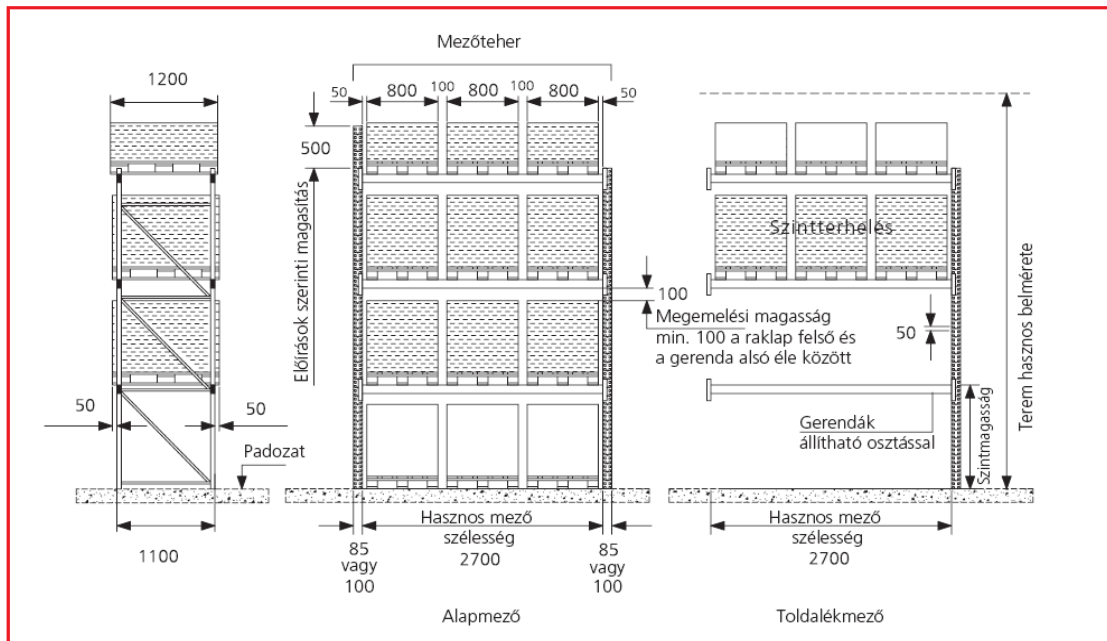 Mezőteher
1200
50 800 100 800 100 800 50
500
Előírások szerinti magasítás
Szintterhelés
100
Megemelési magasság
min. 100 a raklap felső és
a gerenda alsó éle között
50
Terem hasznos belmérete
50
50
Gerendák
állítható osztással
Szintmagasság
Padozat
1100
Hasznos mező
szélesség
2700
85
vagy
100
85
vagy
100
Hasznos mező
szélesség
2700
Alapmező
Toldalékmező